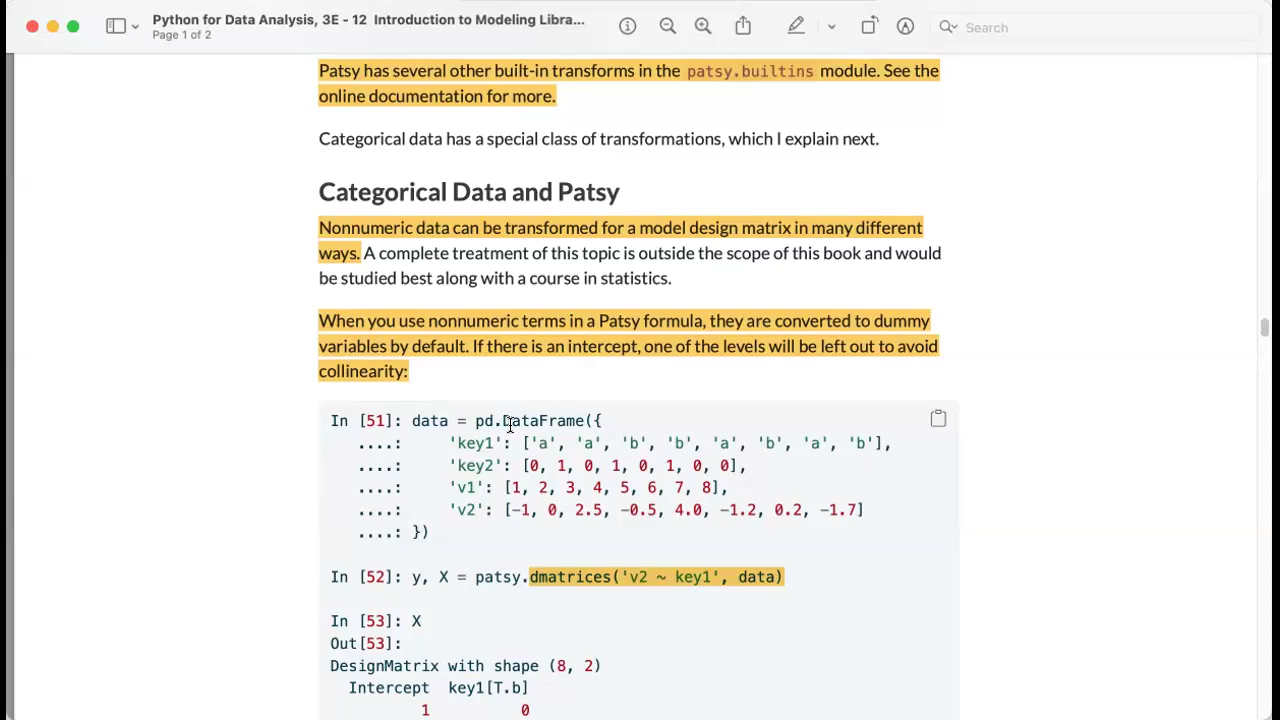 Python for Data Analysis, 3E - 12 Introduction to Modeling Libra...
Page 1 of 2
Search
Patsy has several other built-in transforms in the patsy.builtins module. See the
online documentation for more.
Categorical data has a special class of transformations, which I explain next.
Categorical Data and Patsy
Nonnumeric data can be transformed for a model design matrix in many different
ways. A complete treatment of this topic is outside the scope of this book and would
be studied best along with a course in statistics.
When you use nonnumeric terms in a Patsy formula, they are converted to dummy
variables by default. If there is an intercept, one of the levels will be left out to avoid
collinearity:
In [51]: data = pd.DataFrame({
....: 'key1': ['a', 'a', 'b', 'b', 'a', 'b', 'a', 'b'],
....: 'key2': [0, 1, 0, 1, 0, 1, 0, 0],
....: 'v1': [1, 2, 3, 4, 5, 6, 7, 8],
....: 'v2': [-1, 0, 2.5, -0.5, 4.0, -1.2, 0.2, -1.7]
....: })
In [52]: y, X = patsy.dmatrices('v2 ~ key1', data)
In [53]: X
Out[53]:
DesignMatrix with shape (8, 2)
Intercept key1[T.b]
1 0